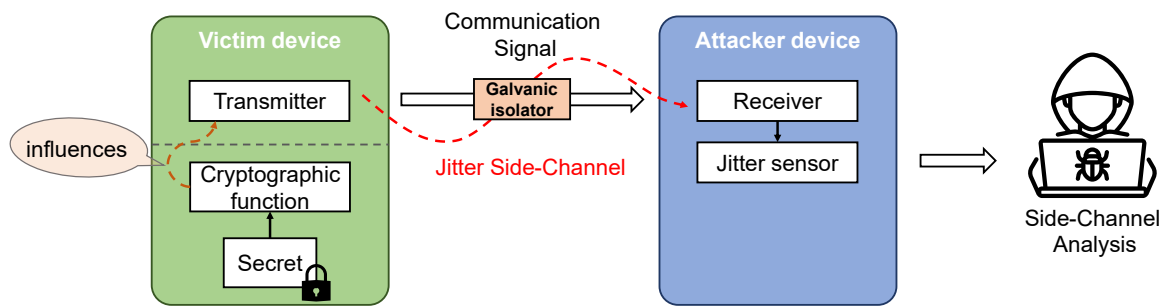 Victim device
Transmitter
influences
Cryptographic
function
Secret
Communication
Signal
Galvanic
isolator
Jitter Side-Channel
Attacker device
Receiver
Jitter sensor
Side-Channel
Analysis